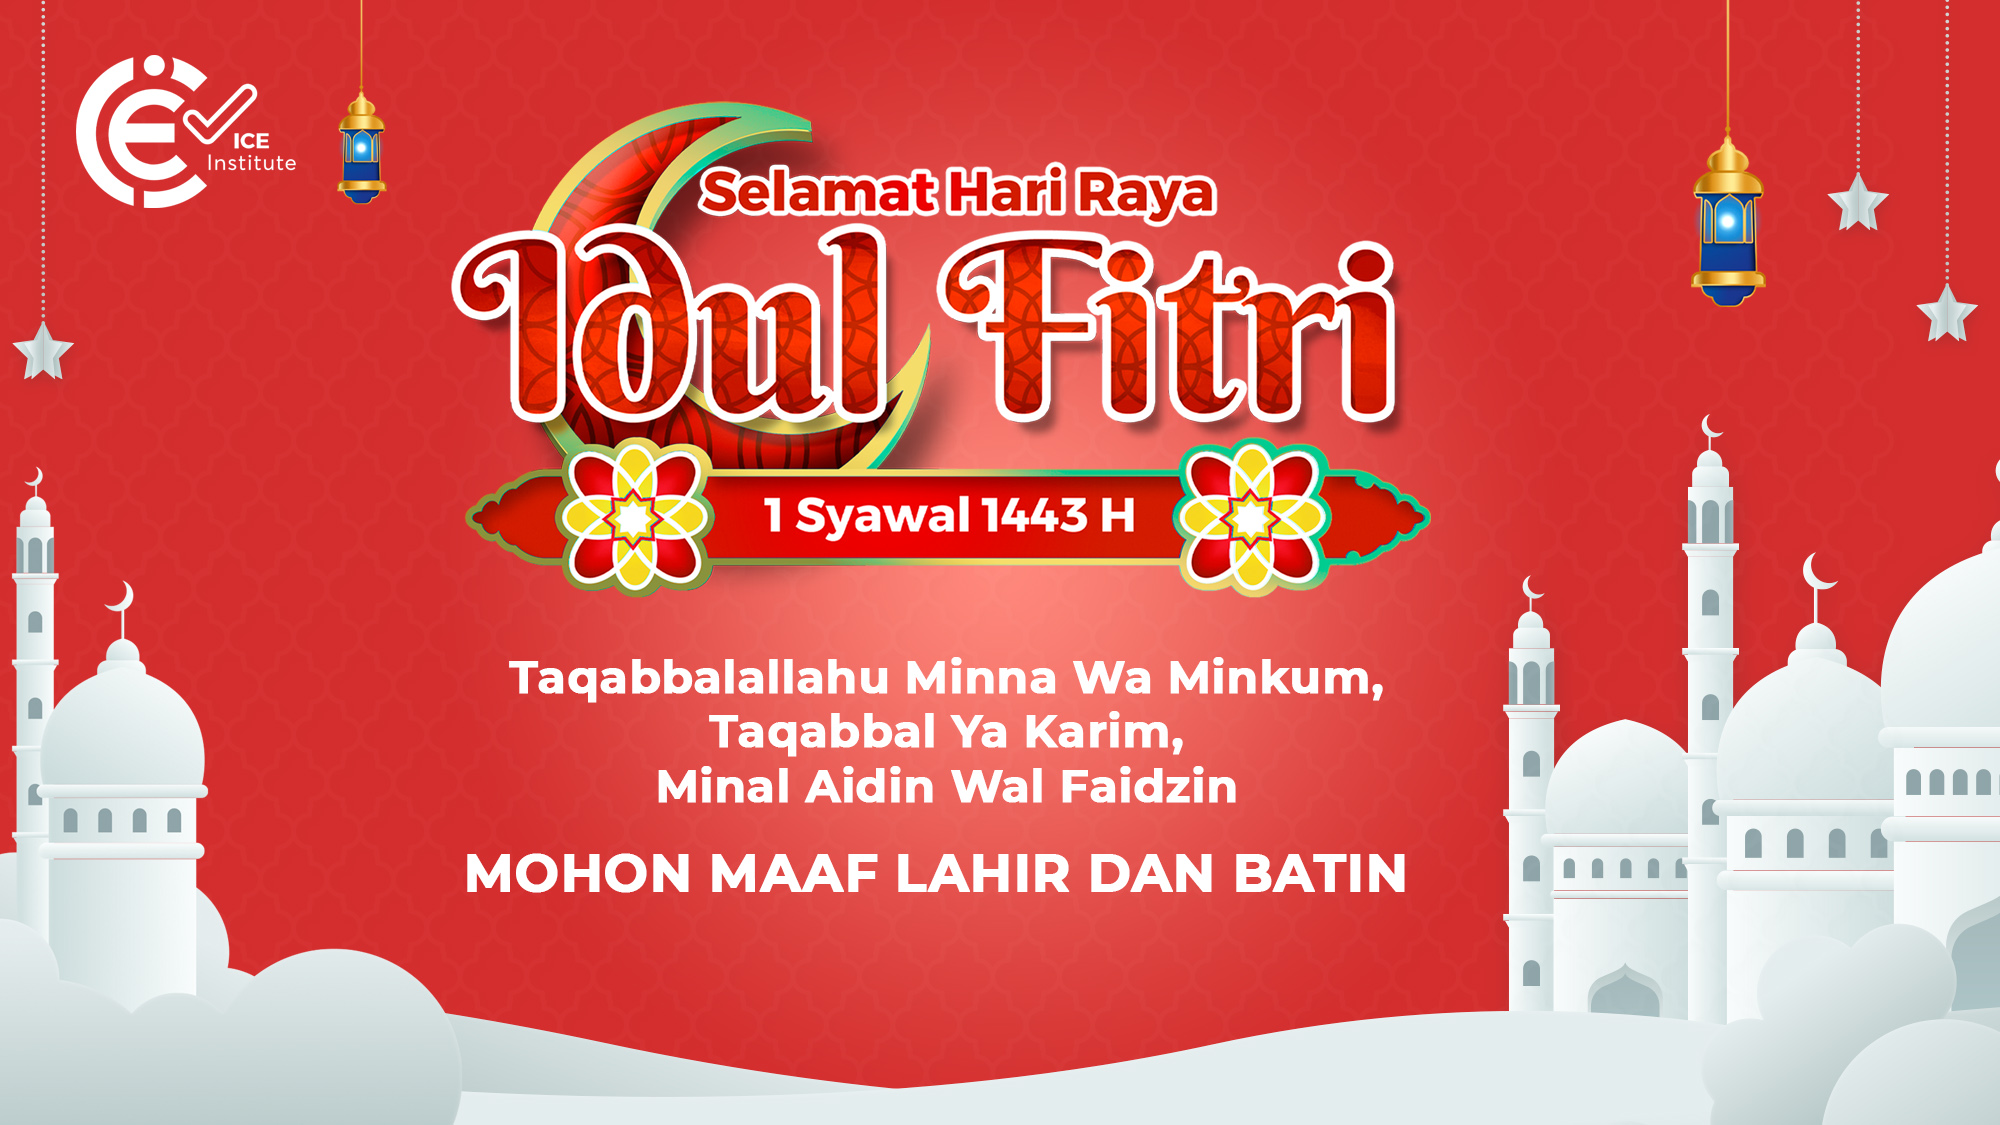 ICE
Institute
Selamat Hari Raya
Idul Fitri
1 Syawal 1443 H
Taqabbalallahu Minna Wa Minkum,
Taqabbal Ya Karim,
Minal Aidin Wal Faidzin
MOHON MAAF LAHIR DAN BATIN